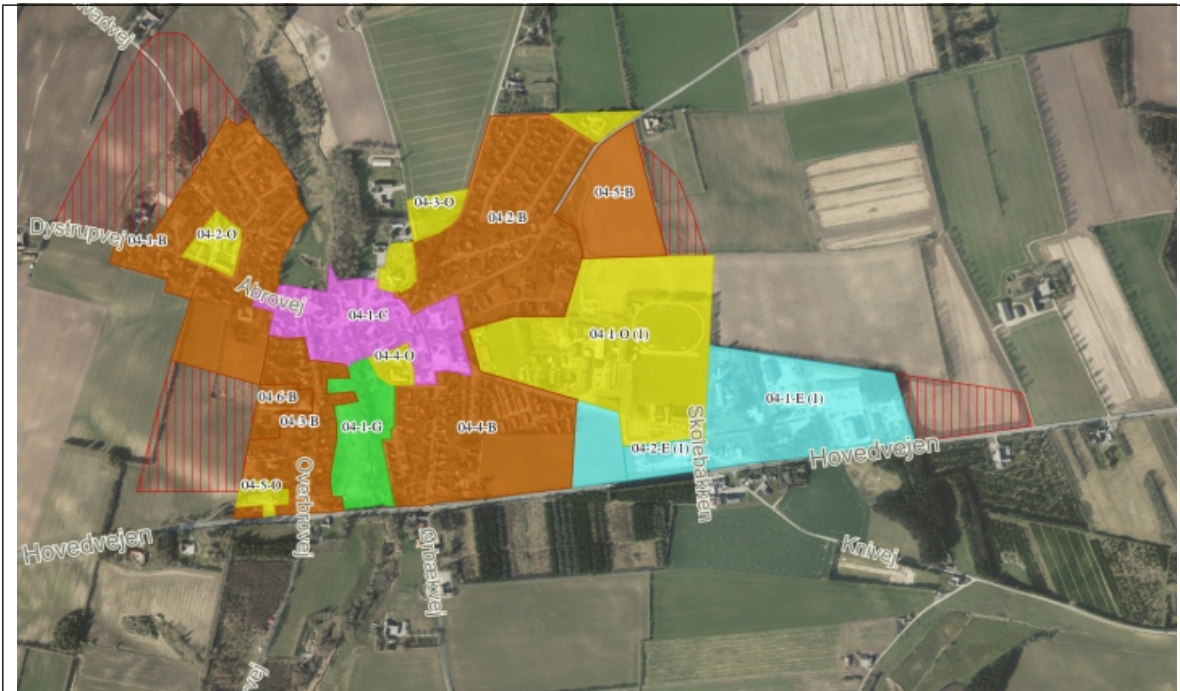 Dystrupvej
04-1-B
04-2-O
04-3-O
04-2-B
04-5-B
Åbrovej
04-1-C
04-4-O
04-1-O (1)
04-6-B
04-3-B
04-1-G
04-4-B
04-1-E (1)
04-2-E (1)
Skolebakken
Hovedvejen
04-5-O
Overbrovej
Hovedvejen
Knivej